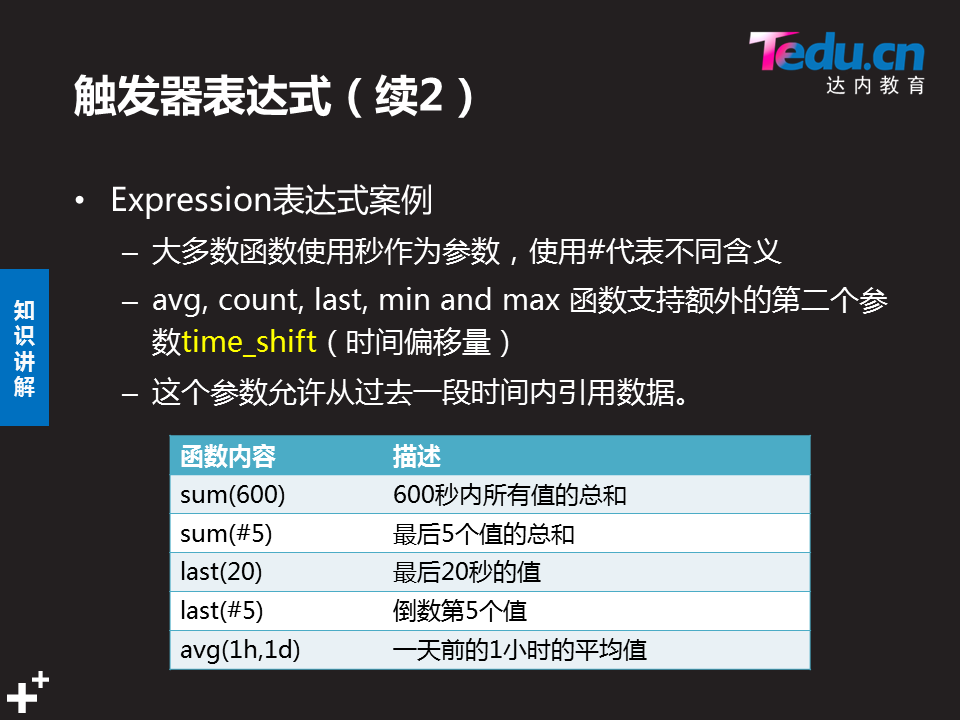 Tedu.cn
达内教育
触发器表达式（续2）
• Expression表达式案例
– 大多数函数使用秒作为参数，使用#代表不同含义
– avg, count, last, min and max 函数支持额外的第二个参
数time_shift（时间偏移量）
– 这个参数允许从过去一段时间内引用数据。
知
识
讲
解
函数内容 描述
sum(600) 600秒内所有值的总和
sum(#5) 最后5个值的总和
last(20) 最后20秒的值
last(#5) 倒数第5个值
avg(1h,1d) 一天前的1小时的平均值